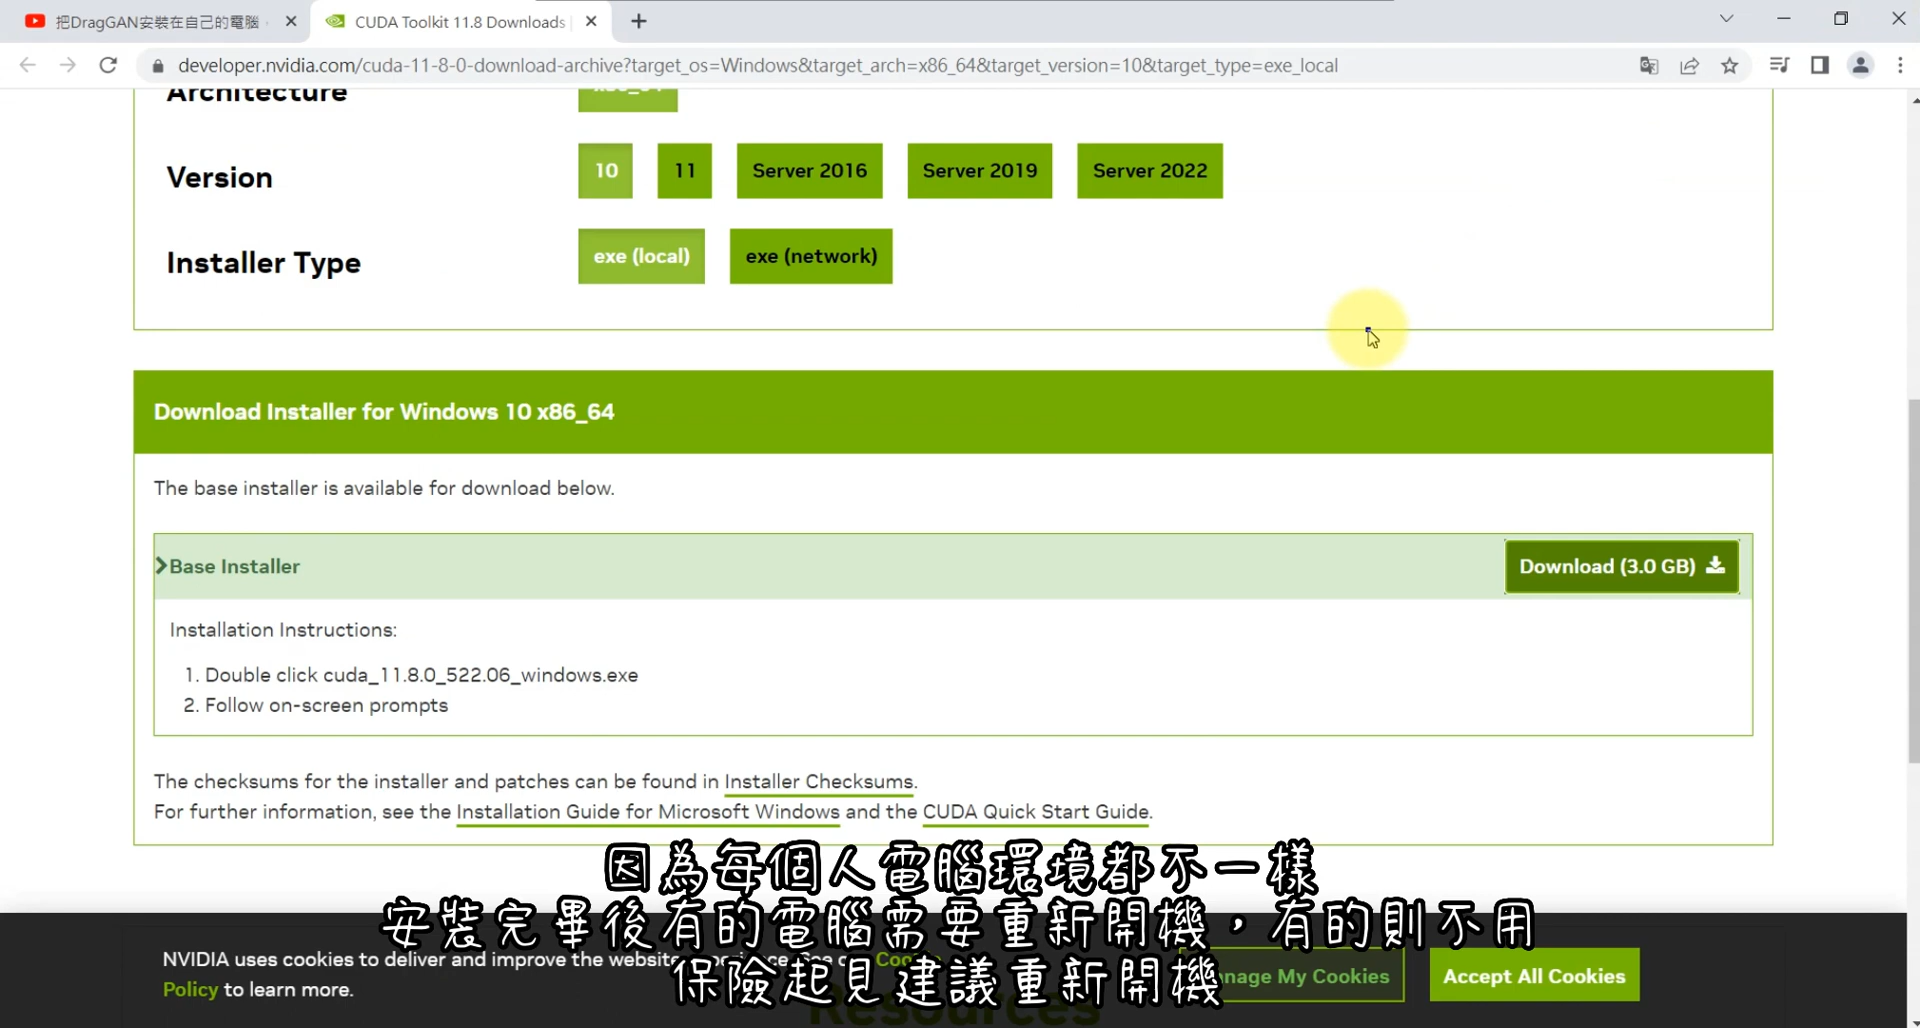 把DragGAN安裝在自己的電腦
CUDA Toolkit 11.8 Downloads
developer.nvidia.com/cuda-11-8-0-download-archive?target_os=Windows&target_arch=x86_64&target_version=10&target_type=exe_local
Architecture x86_64
Version 10 11 Server 2016 Server 2019 Server 2022
Installer Type exe (local) exe (network)
Download Installer for Windows 10 x86_64
The base installer is available for download below.
Base Installer Download (3.0 GB)
Installation Instructions:
1. Double click cuda_11.8.0_522.06_windows.exe
2. Follow on-screen prompts
The checksums for the installer and patches can be found in Installer Checksums.
For further information, see the Installation Guide for Microsoft Windows and the CUDA Quick Start Guide.
因為每個人電腦環境都不一樣
安裝完畢後有的電腦需要重新開機，有的則不用
保險起見建議重新開機
NVIDIA uses cookies to deliver and improve the website
Policy to learn more.
My Cookies
Accept All Cookies
Resources